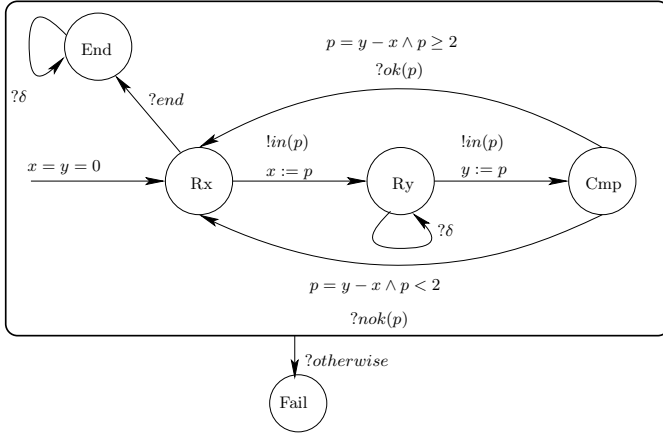 End
p = y − x ∧ p ≥ 2
?ok(p)
?δ
?end
!in(p)
!in(p)
x = y = 0
x := p
y := p
Rx
Ry
Cmp
?δ
p = y − x ∧ p < 2
?nok(p)
?otherwise
Fail